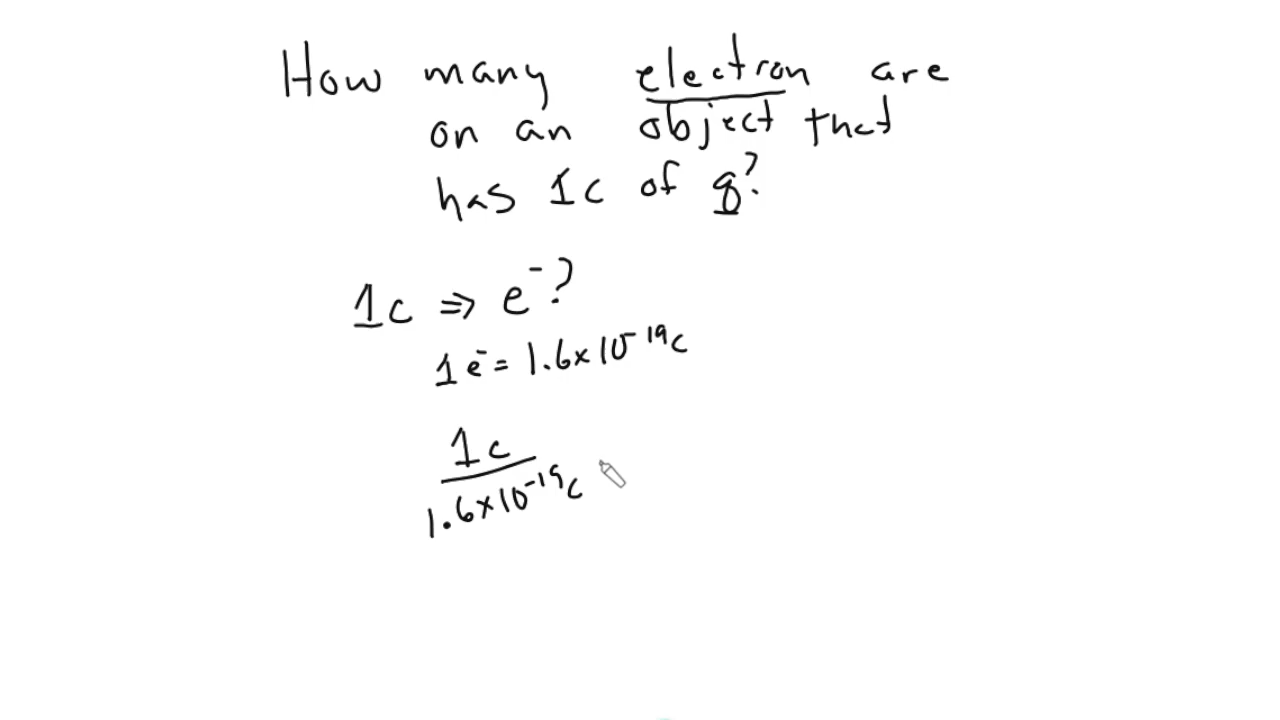 How many electron are
on an object that
has 1c of q?
1c ⇒ e⁻?
1e⁻ = 1.6×10⁻¹⁹c
1c
1.6×10⁻¹⁹c